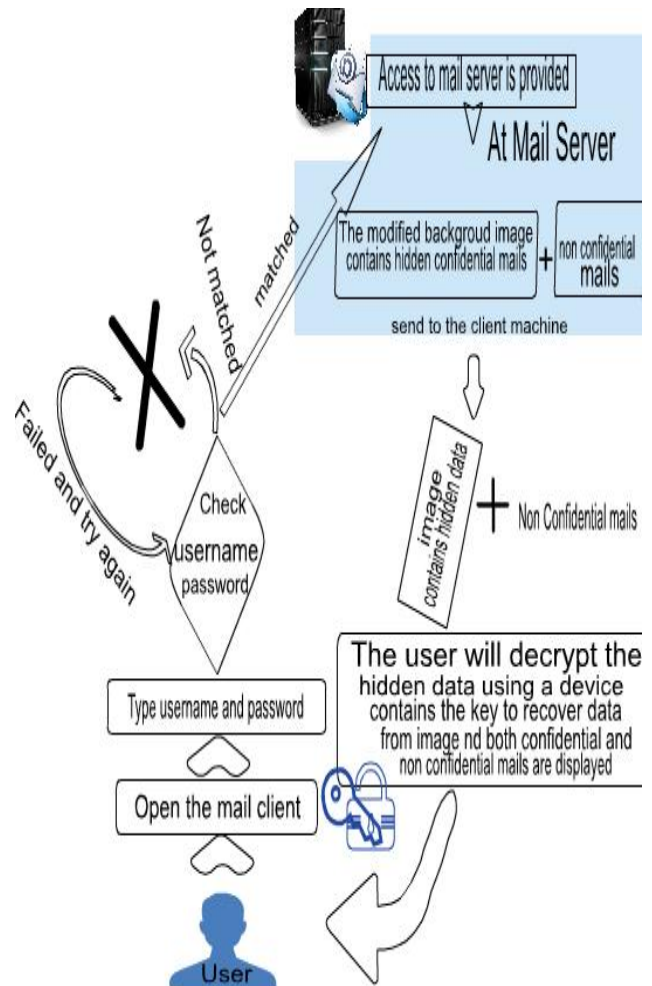 Access to mail server is provided
At Mail Server
The modified backgroud image
contains hidden confidential mails
+
non confidential
mails
send to the client machine
matched
Not matched
Failed and try again
Check
username
password
image
contains hidden data
+
Non Confidential mails
The user will decrypt the
hidden data using a device
contains the key to recover data
from image nd both confidential and
non confidential mails are displayed
Type username and password
Open the mail client
User